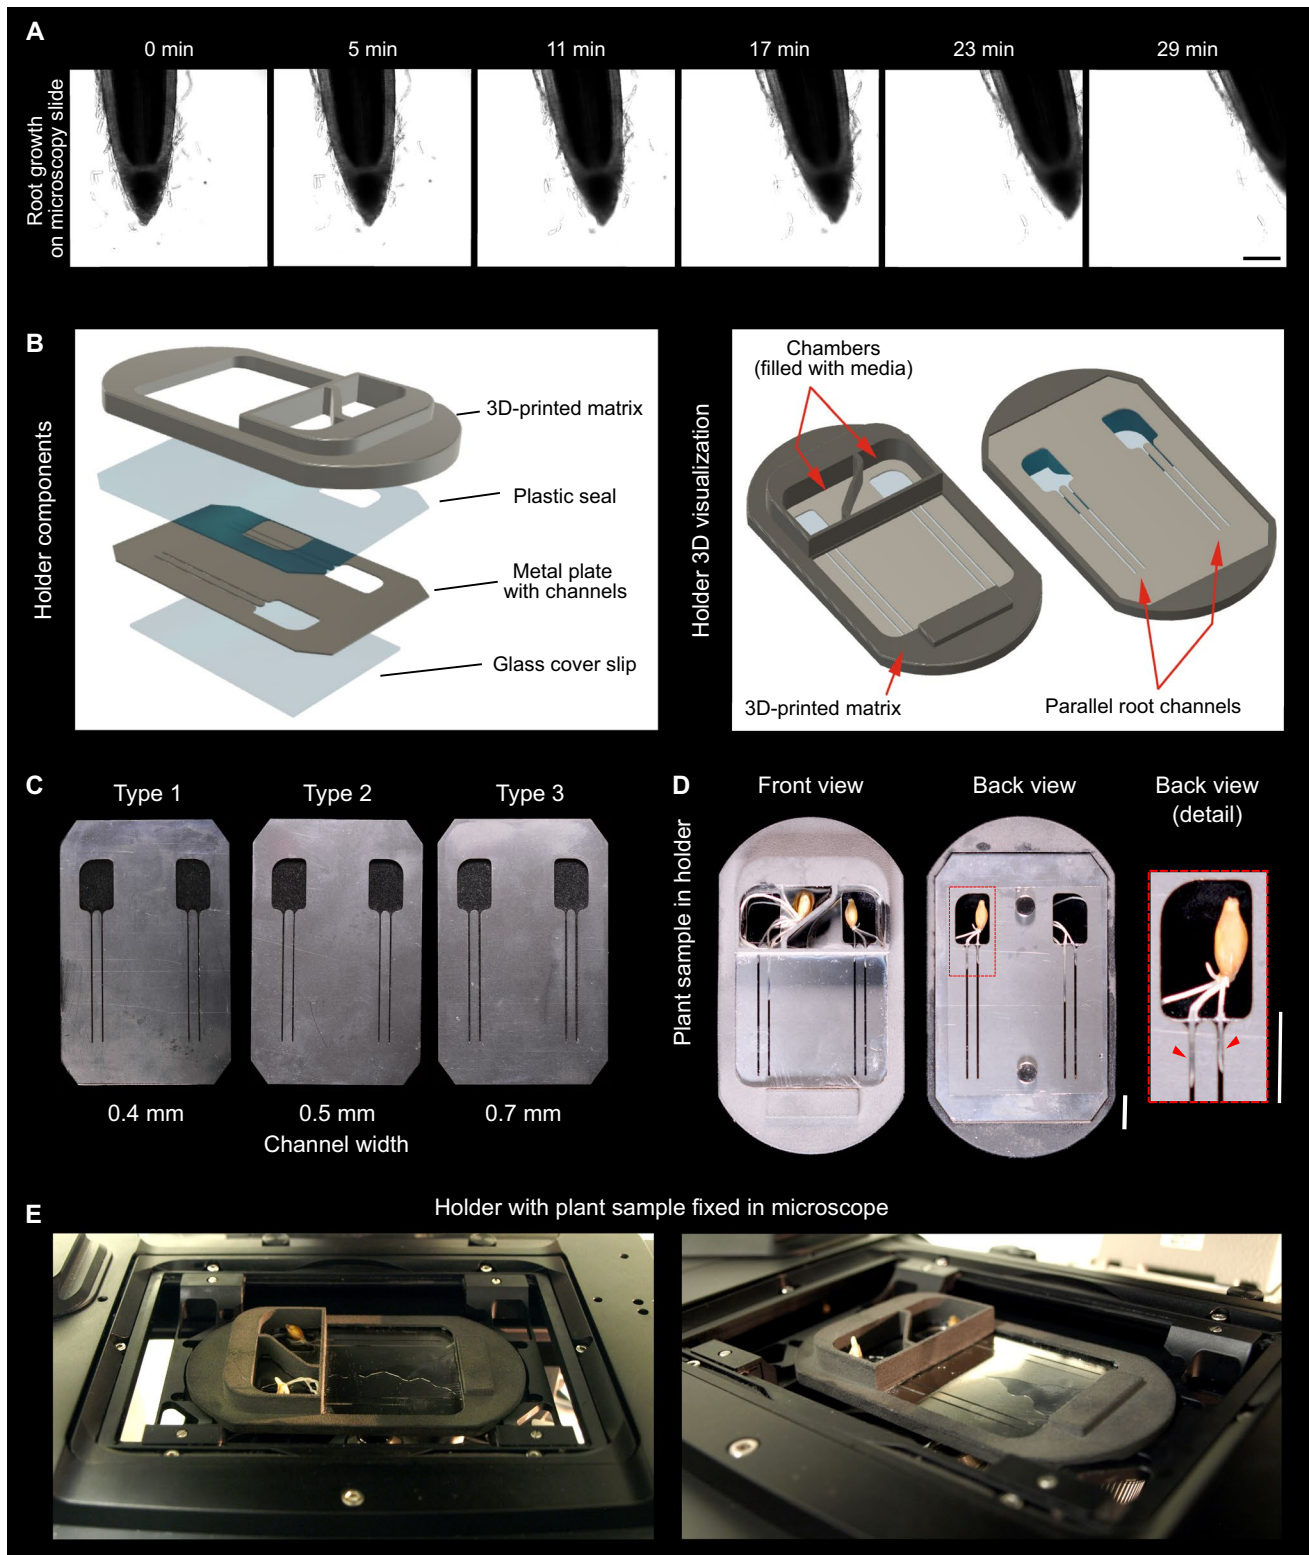 A
0 min
5 min
11 min
17 min
23 min
29 min
Root growth
on microscopy slide
B
Holder components
3D-printed matrix
Plastic seal
Metal plate
with channels
Glass cover slip
Holder 3D visualization
Chambers
(filled with media)
3D-printed matrix
Parallel root channels
C
Type 1
Type 2
Type 3
0.4 mm
0.5 mm
0.7 mm
Channel width
D
Plant sample in holder
Front view
Back view
Back view
(detail)
E
Holder with plant sample fixed in microscope